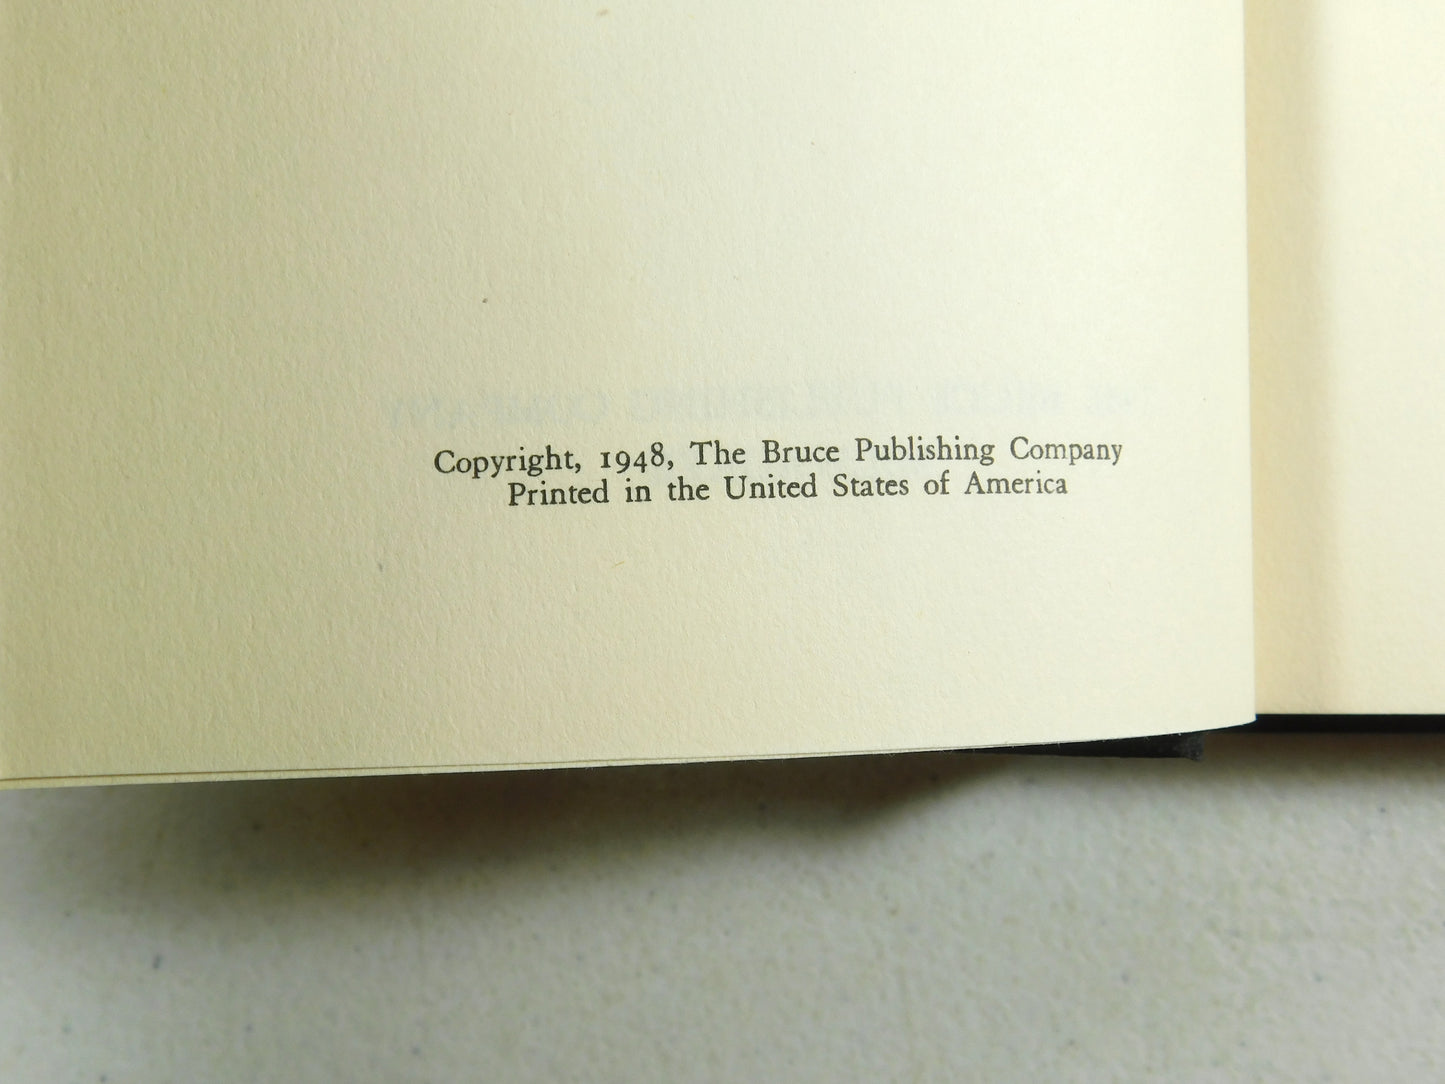 Copyright, 1948, The Bruce Publishing Company
Printed in the United States of America